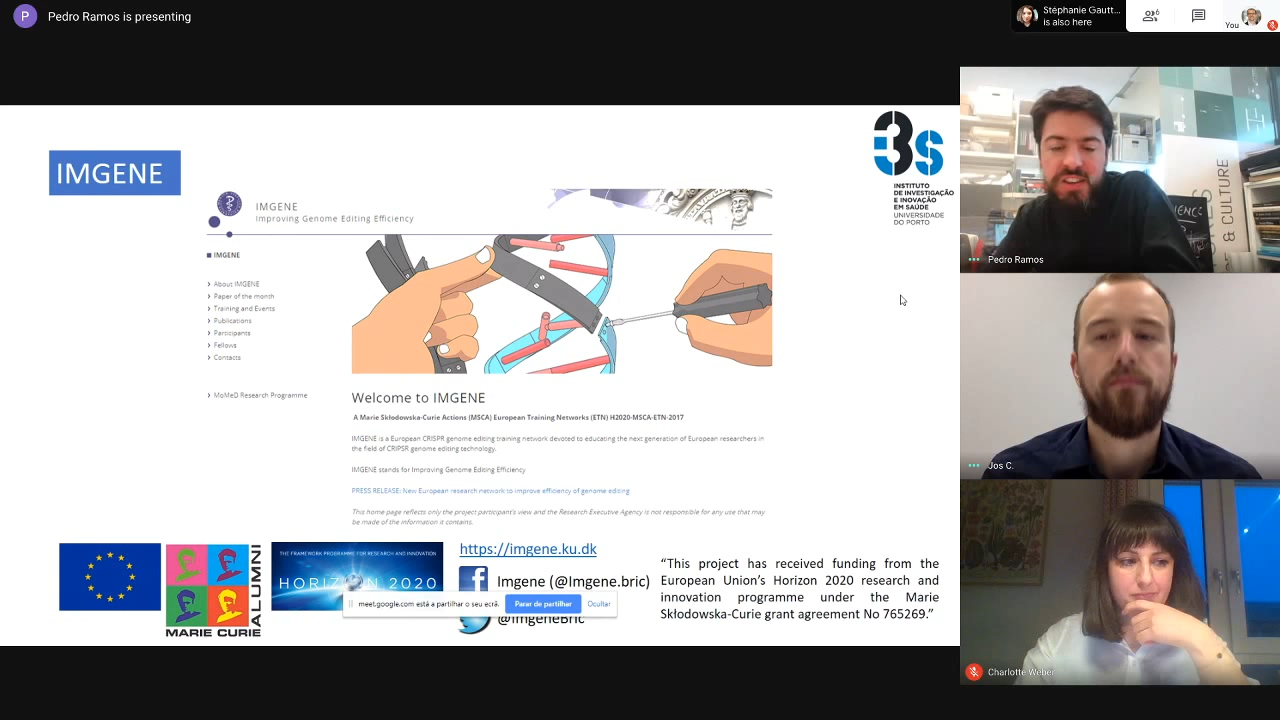 P
Pedro Ramos is presenting
Stéphanie Gautt...
is also here
6
You
IMGENE
3s
INSTITUTO
DE INVESTIGAÇÃO
E INOVAÇÃO
EM SAÚDE
UNIVERSIDADE
DO PORTO
IMGENE
Improving Genome Editing Efficiency
IMGENE
About IMGENE
Paper of the month
Training and Events
Publications
Participants
Fellows
Contacts
MoMeD Research Programme
Welcome to IMGENE
A Marie Skłodowska-Curie Actions (MSCA) European Training Networks (ETN) H2020-MSCA-ETN-2017
IMGENE is a European CRISPR genome editing training network devoted to educating the next generation of European researchers in
the field of CRIPSR genome editing technology.
IMGENE stands for Improving Genome Editing Efficiency
PRESS RELEASE: New European research network to improve efficiency of genome editing
This home page reflects only the project participant's view and the Research Executive Agency is not responsible for any use that may
be made of the information it contains.
MARIE CURIE
ALUMNI
THE FRAMEWORK PROGRAMME FOR RESEARCH AND INNOVATION
HORIZON 2020
https://imgene.ku.dk
Imgene (@Imgene.bric)
@ImgeneBric
meet.google.com está a partilhar o seu ecrã.
Parar de partilhar
Ocultar
“This project has received funding from the
European Union’s Horizon 2020 research and
innovation programme under the Marie
Skłodowska-Curie grant agreement No 765269.”
& CULTURE
Pedro Ramos
Jos C.
Charlotte Weber